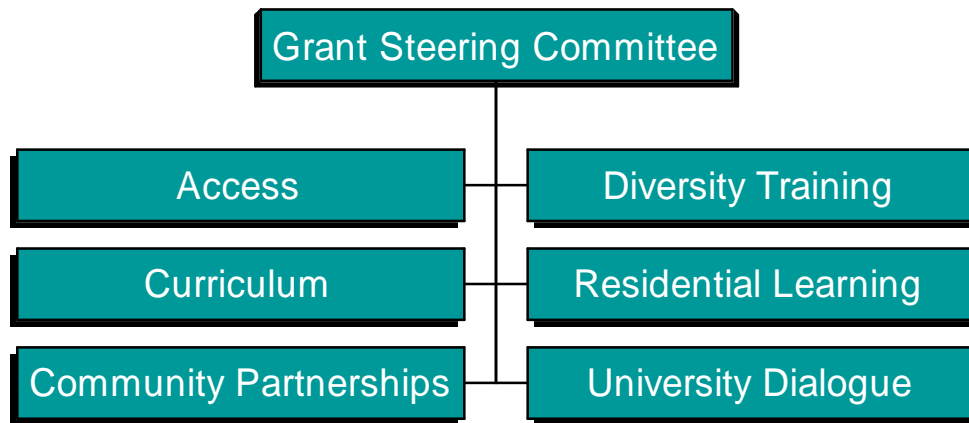 Grant Steering Committee
Access
Diversity Training
Curriculum
Residential Learning
Community Partnerships
University Dialogue